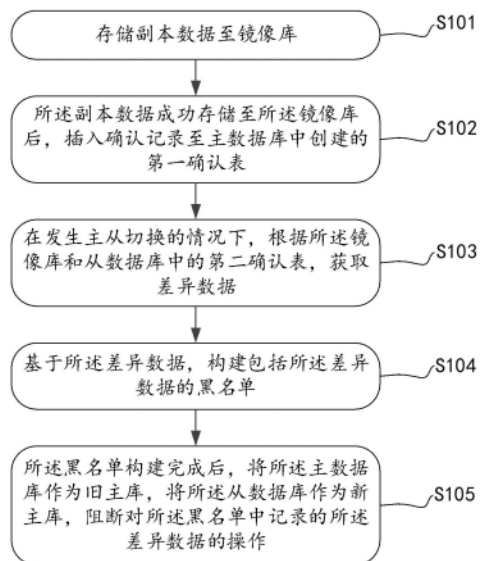 存储副本数据至镜像库
S101
所述副本数据成功存储至所述镜像库
后，插入确认记录至主数据库中创建的
第一确认表
S102
在发生主从切换的情况下，根据所述镜
像库和从数据库中的第二确认表，获取
差异数据
S103
基于所述差异数据，构建包括所述差异
数据的黑名单
S104
所述黑名单构建完成后，将所述主数据
库作为旧主库，将所述从数据库作为新
主库，阻断对所述黑名单中记录的所述
差异数据的操作
S105